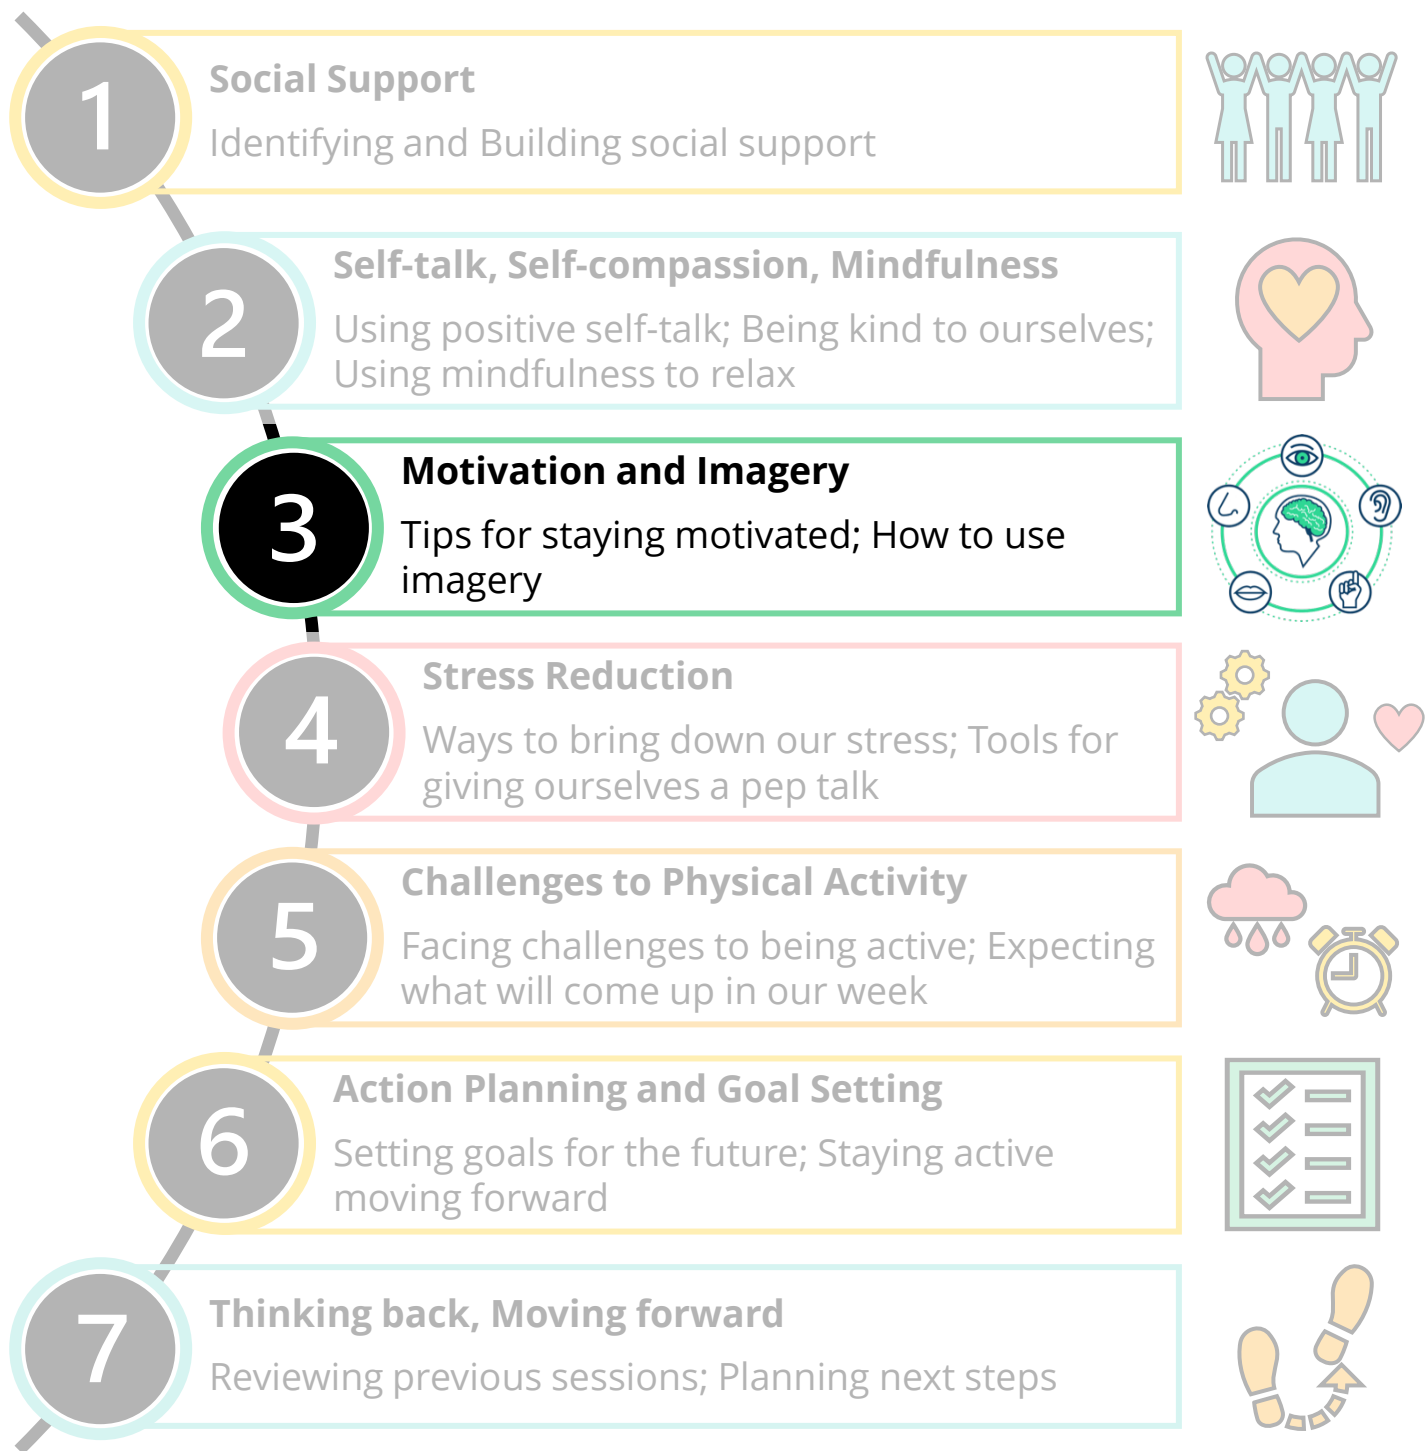 1
Social Support
Identifying and Building social support
2
Self-talk, Self-compassion, Mindfulness
Using positive self-talk; Being kind to ourselves;
Using mindfulness to relax
3
Motivation and Imagery
Tips for staying motivated; How to use
imagery
4
Stress Reduction
Ways to bring down our stress; Tools for
giving ourselves a pep talk
5
Challenges to Physical Activity
Facing challenges to being active; Expecting
what will come up in our week
6
Action Planning and Goal Setting
Setting goals for the future; Staying active
moving forward
7
Thinking back, Moving forward
Reviewing previous sessions; Planning next steps